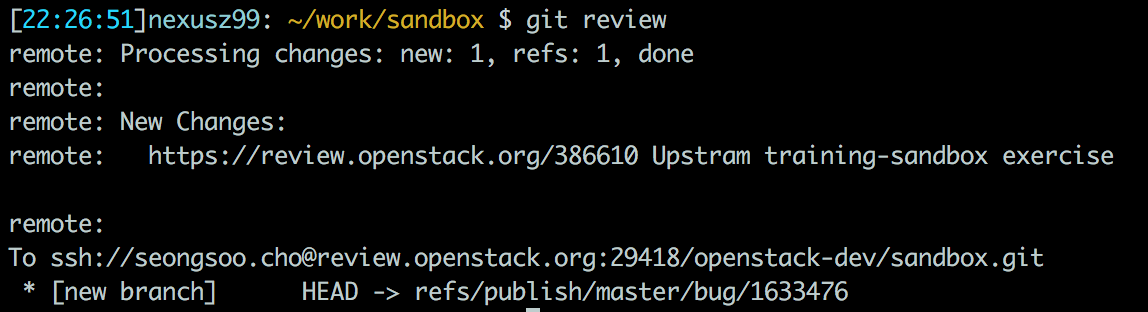 [22:26:51]nexusz99: ~/work/sandbox $ git review
remote: Processing changes: new: 1, refs: 1, done
remote:
remote: New Changes:
remote:   https://review.openstack.org/386610 Upstram training-sandbox exercise
remote:
To ssh://seongsoo.cho@review.openstack.org:29418/openstack-dev/sandbox.git
 * [new branch]      HEAD -> refs/publish/master/bug/1633476